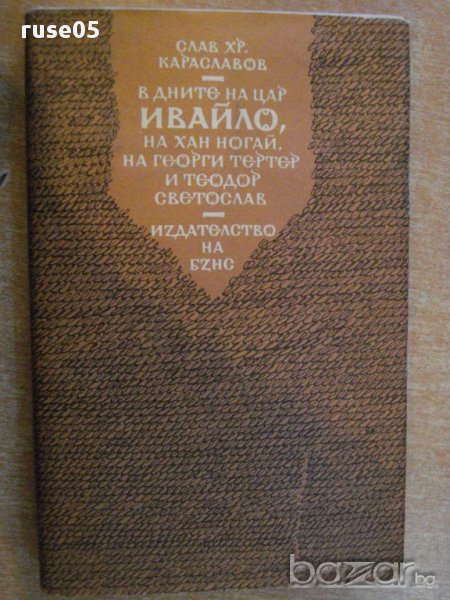 ruse05
СЛАВ ХР.
КАРАСЛАВОВ
В ДНИТЕ НА ЦАР
ИВАЙЛО,
НА ХАН НОГАЙ,
НА ГЕОРГИ ТЕРТЕР
И ТЕОДОР
СВЕТОСЛАВ
ИЗДАТЕЛСТВО
НА
БЗНС
bazar.bg